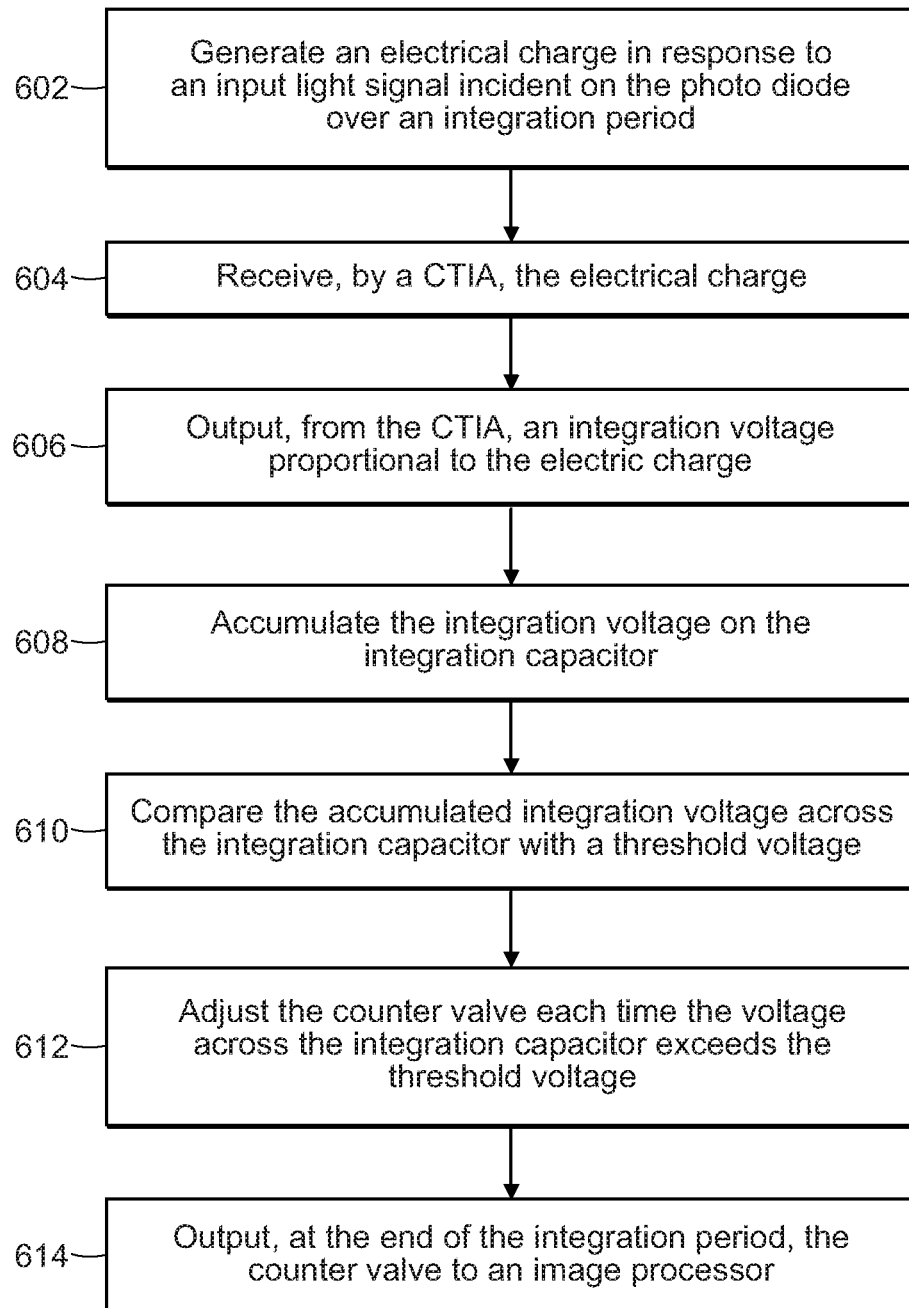 602
Generate an electrical charge in response to
an input light signal incident on the photo diode
over an integration period
604
Receive, by a CTIA, the electrical charge
606
Output, from the CTIA, an integration voltage
proportional to the electric charge
608
Accumulate the integration voltage on the
integration capacitor
610
Compare the accumulated integration voltage across
the integration capacitor with a threshold voltage
612
Adjust the counter valve each time the voltage
across the integration capacitor exceeds the
threshold voltage
614
Output, at the end of the integration period, the
counter valve to an image processor